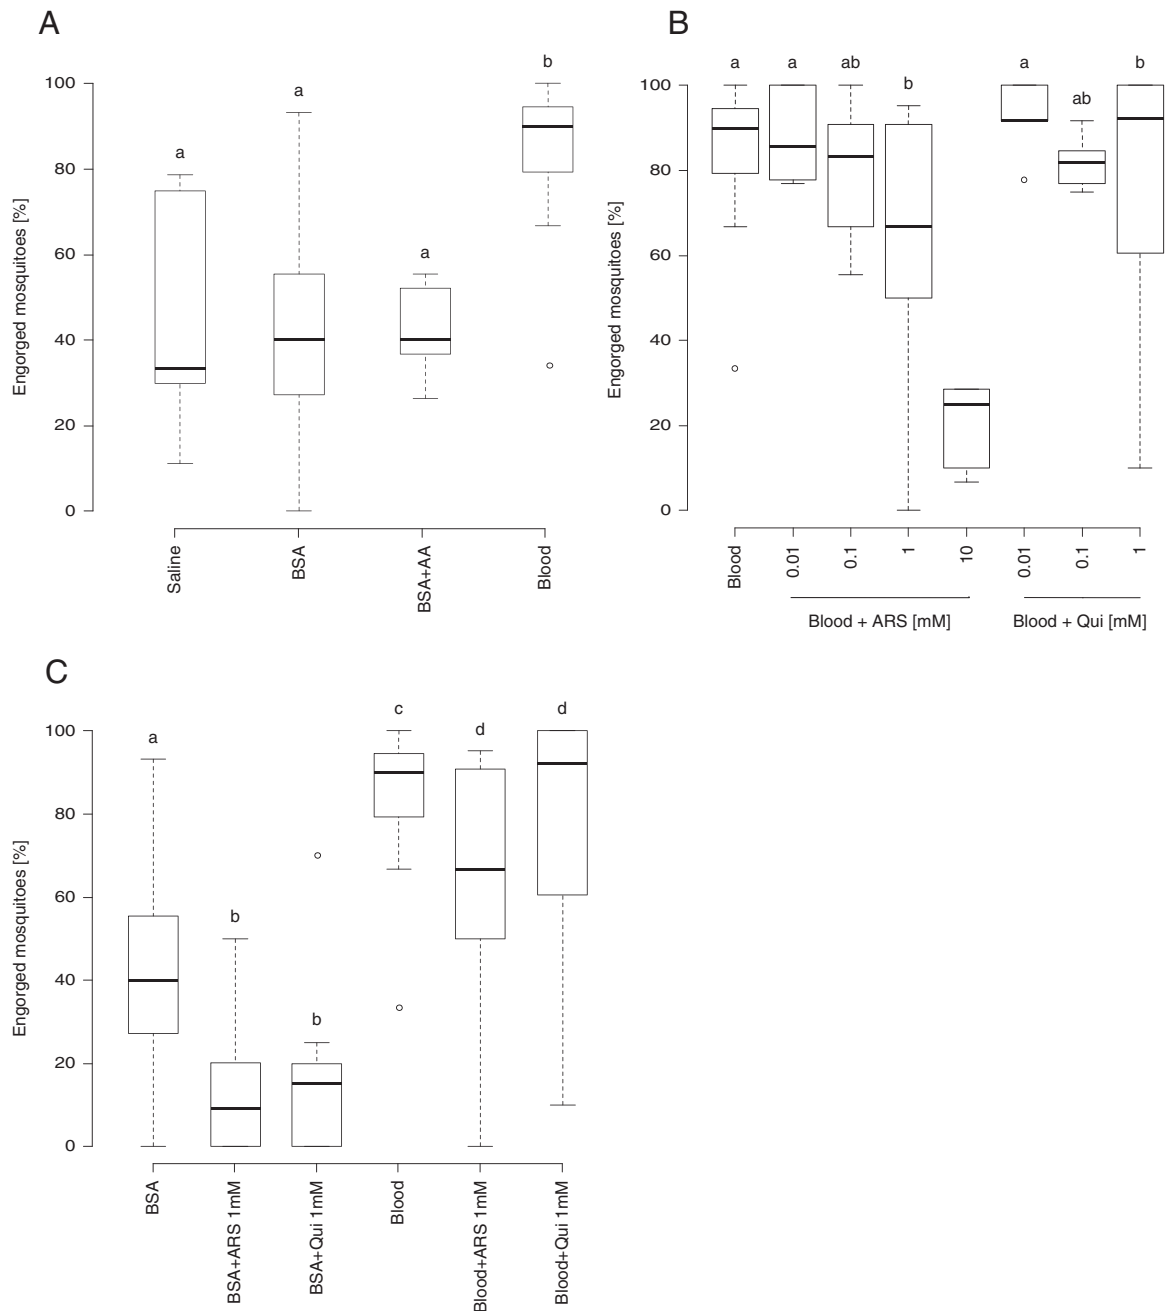 A
Engorged mosquitoes [%]
100
80
60
40
20
0
a
a
a
b
Saline
BSA
BSA+AA
Blood
B
Engorged mosquitoes [%]
100
80
60
40
20
0
a
a
ab
b
a
ab
b
Blood
0.01
0.1
1
10
0.01
0.1
1
Blood + ARS [mM]
Blood + Qui [mM]
C
Engorged mosquitoes [%]
100
80
60
40
20
0
a
b
b
c
d
d
BSA
BSA+ARS 1mM
BSA+Qui 1mM
Blood
Blood+ARS 1mM
Blood+Qui 1mM